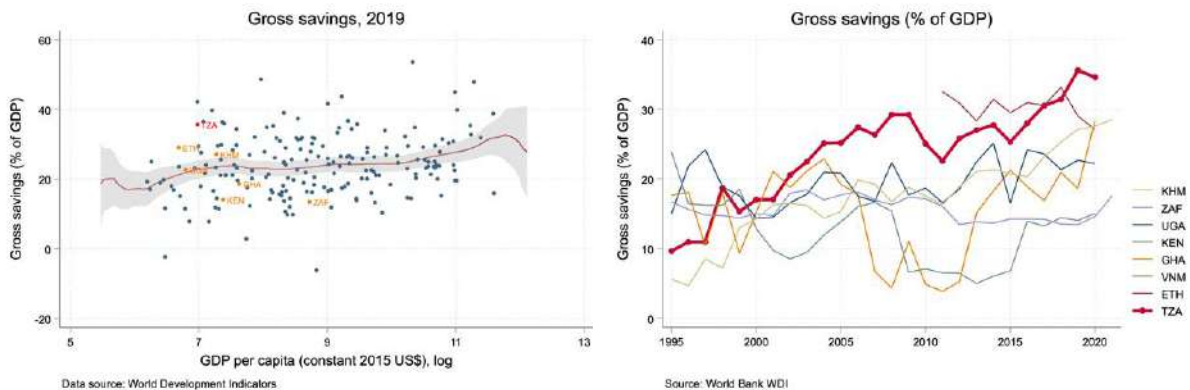 Gross savings, 2019
Gross savings (% of GDP)
60
40
20
0
-20
TZA
ETH
KHM
GHA
KEN
ZAF
5
7
9
11
13
GDP per capita (constant 2015 US$), log
Data source: World Development Indicators
Gross savings (% of GDP)
Gross savings (% of GDP)
40
30
20
10
0
1995
2000
2005
2010
2015
2020
KHM
ZAF
UGA
KEN
GHA
VNM
ETH
TZA
Source: World Bank WDI